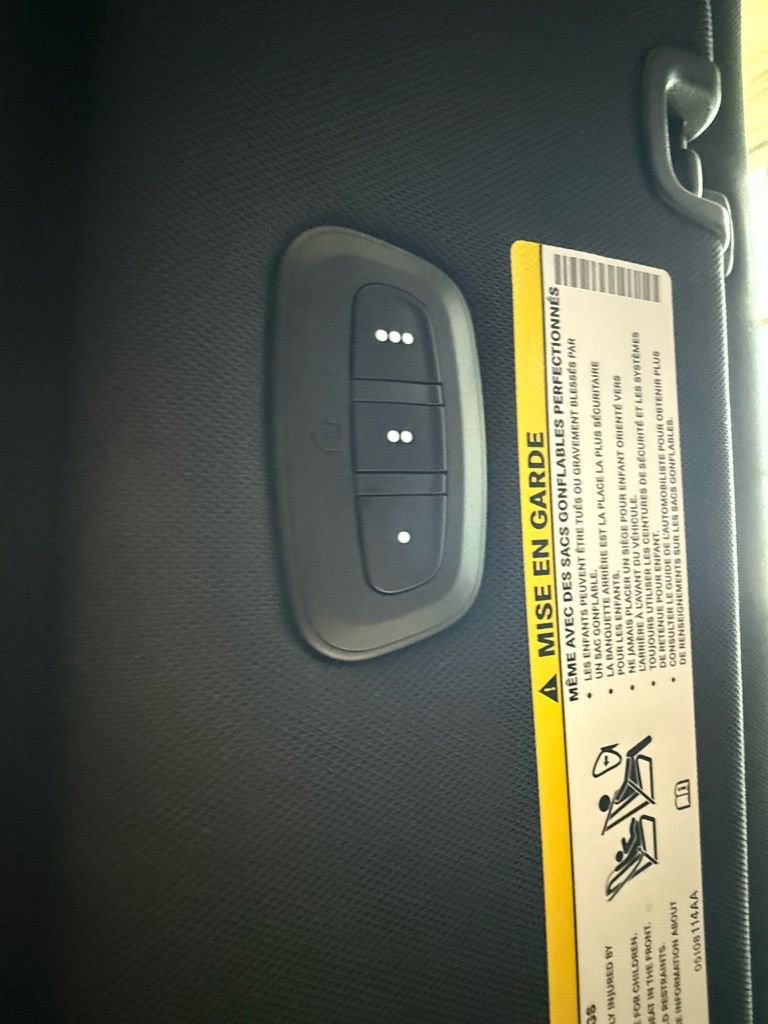 MISE EN GARDE
MÊME AVEC DES SACS GONFLABLES PERFECTIONNÉS
• LES ENFANTS PEUVENT ÊTRE TUÉS OU GRAVEMENT BLESSÉS PAR
UN SAC GONFLABLE.
• LA BANQUETTE ARRIÈRE EST LA PLACE LA PLUS SÉCURITAIRE
POUR LES ENFANTS.
• NE JAMAIS PLACER UN SIÈGE POUR ENFANT ORIENTÉ VERS
L'ARRIÈRE À L'AVANT DU VÉHICULE.
• TOUJOURS UTILISER LES CEINTURES DE SÉCURITÉ ET LES SYSTÈMES
DE RETENUE POUR ENFANT.
• CONSULTER LE GUIDE DE L'AUTOMOBILISTE POUR OBTENIR PLUS
DE RENSEIGNEMENTS SUR LES SACS GONFLABLES.
GS
LY INJURED BY
E FOR CHILDREN.
EAT IN THE FRONT.
LD RESTRAINTS.
E INFORMATION ABOUT
05108114AA